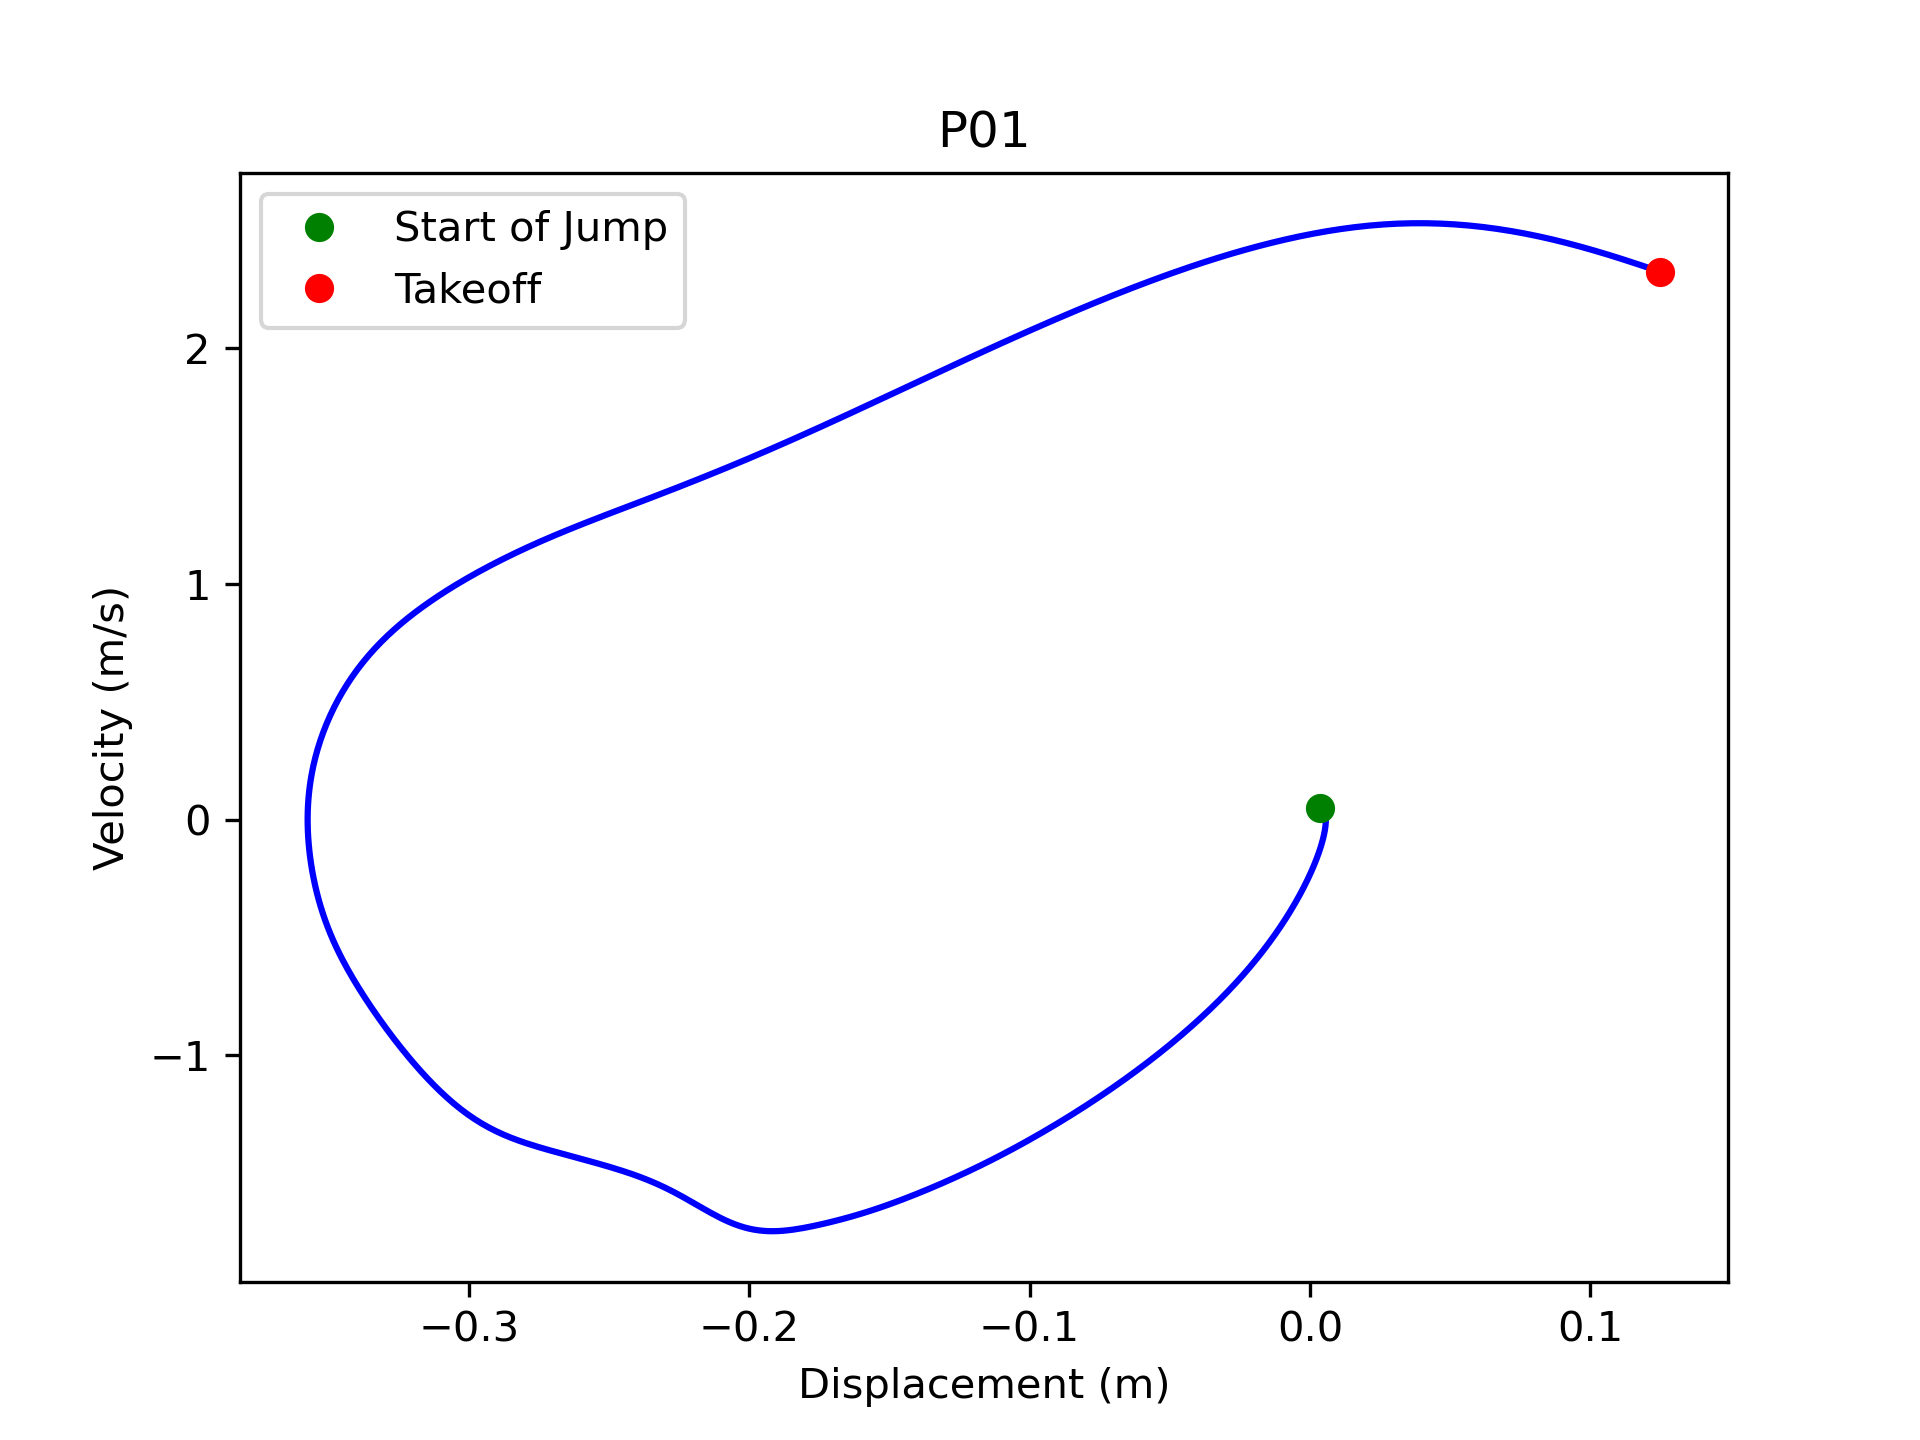 P01
Start of Jump
Takeoff
2
1
0
−1
Velocity (m/s)
−0.3 −0.2 −0.1 0.0 0.1
Displacement (m)